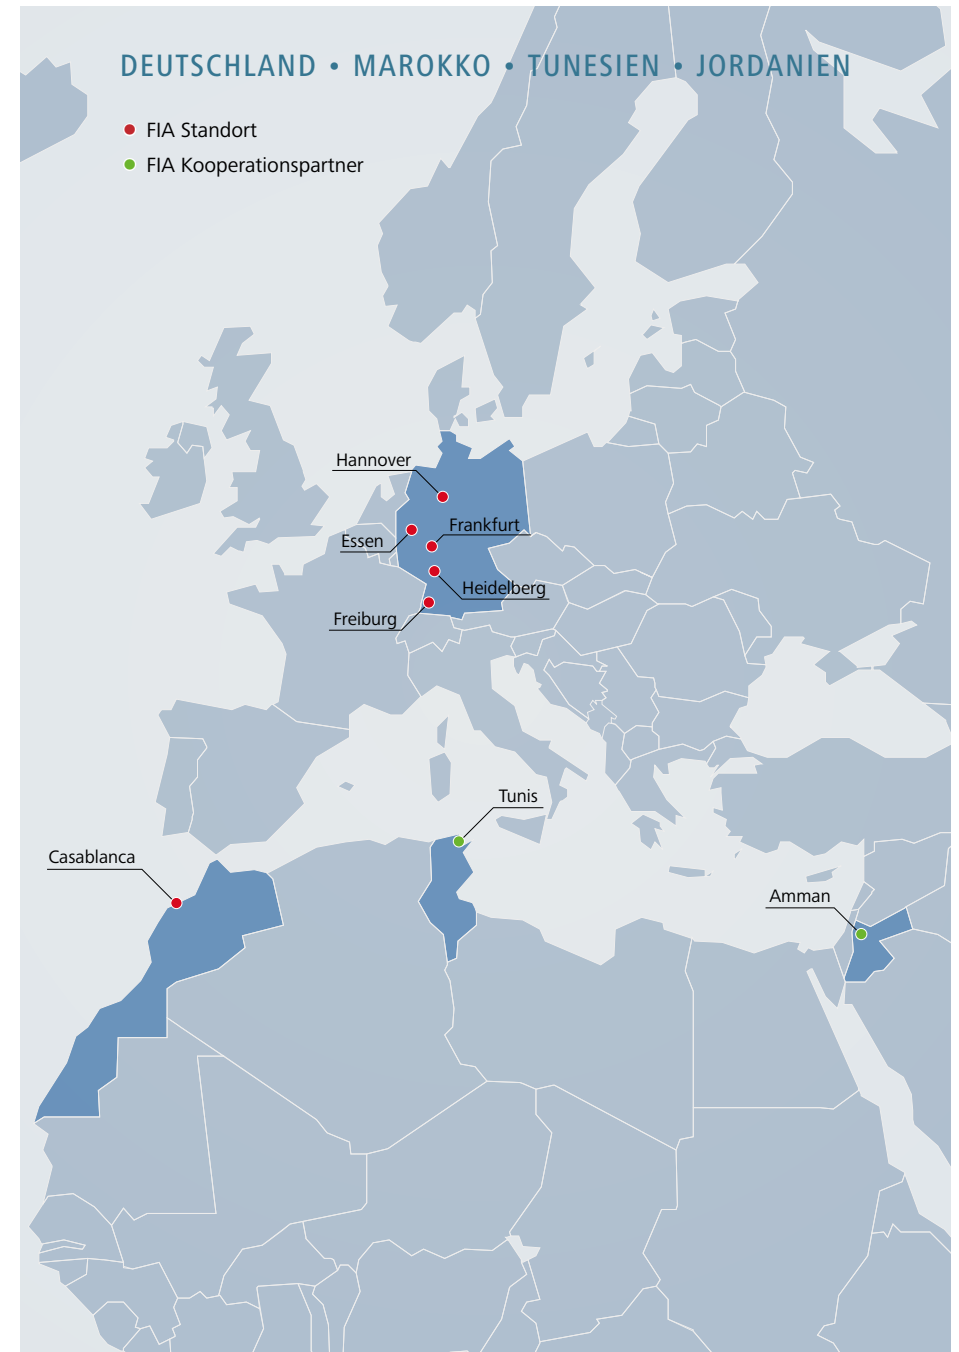 DEUTSCHLAND • MAROKKO • TUNESIEN • JORDANIEN
FIA Standort
FIA Kooperationspartner
Hannover
Frankfurt
Essen
Heidelberg
Freiburg
Tunis
Casablanca
Amman